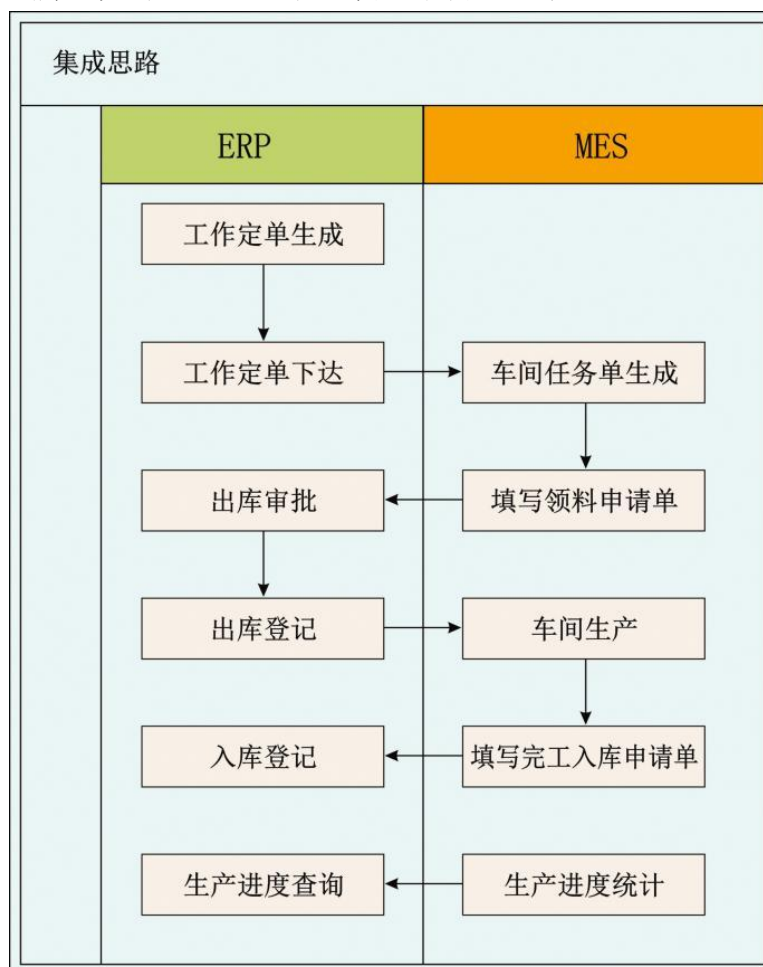 集成思路
ERP
MES
工作定单生成
工作定单下达
车间任务单生成
出库审批
填写领料申请单
出库登记
车间生产
入库登记
填写完工入库申请单
生产进度查询
生产进度统计